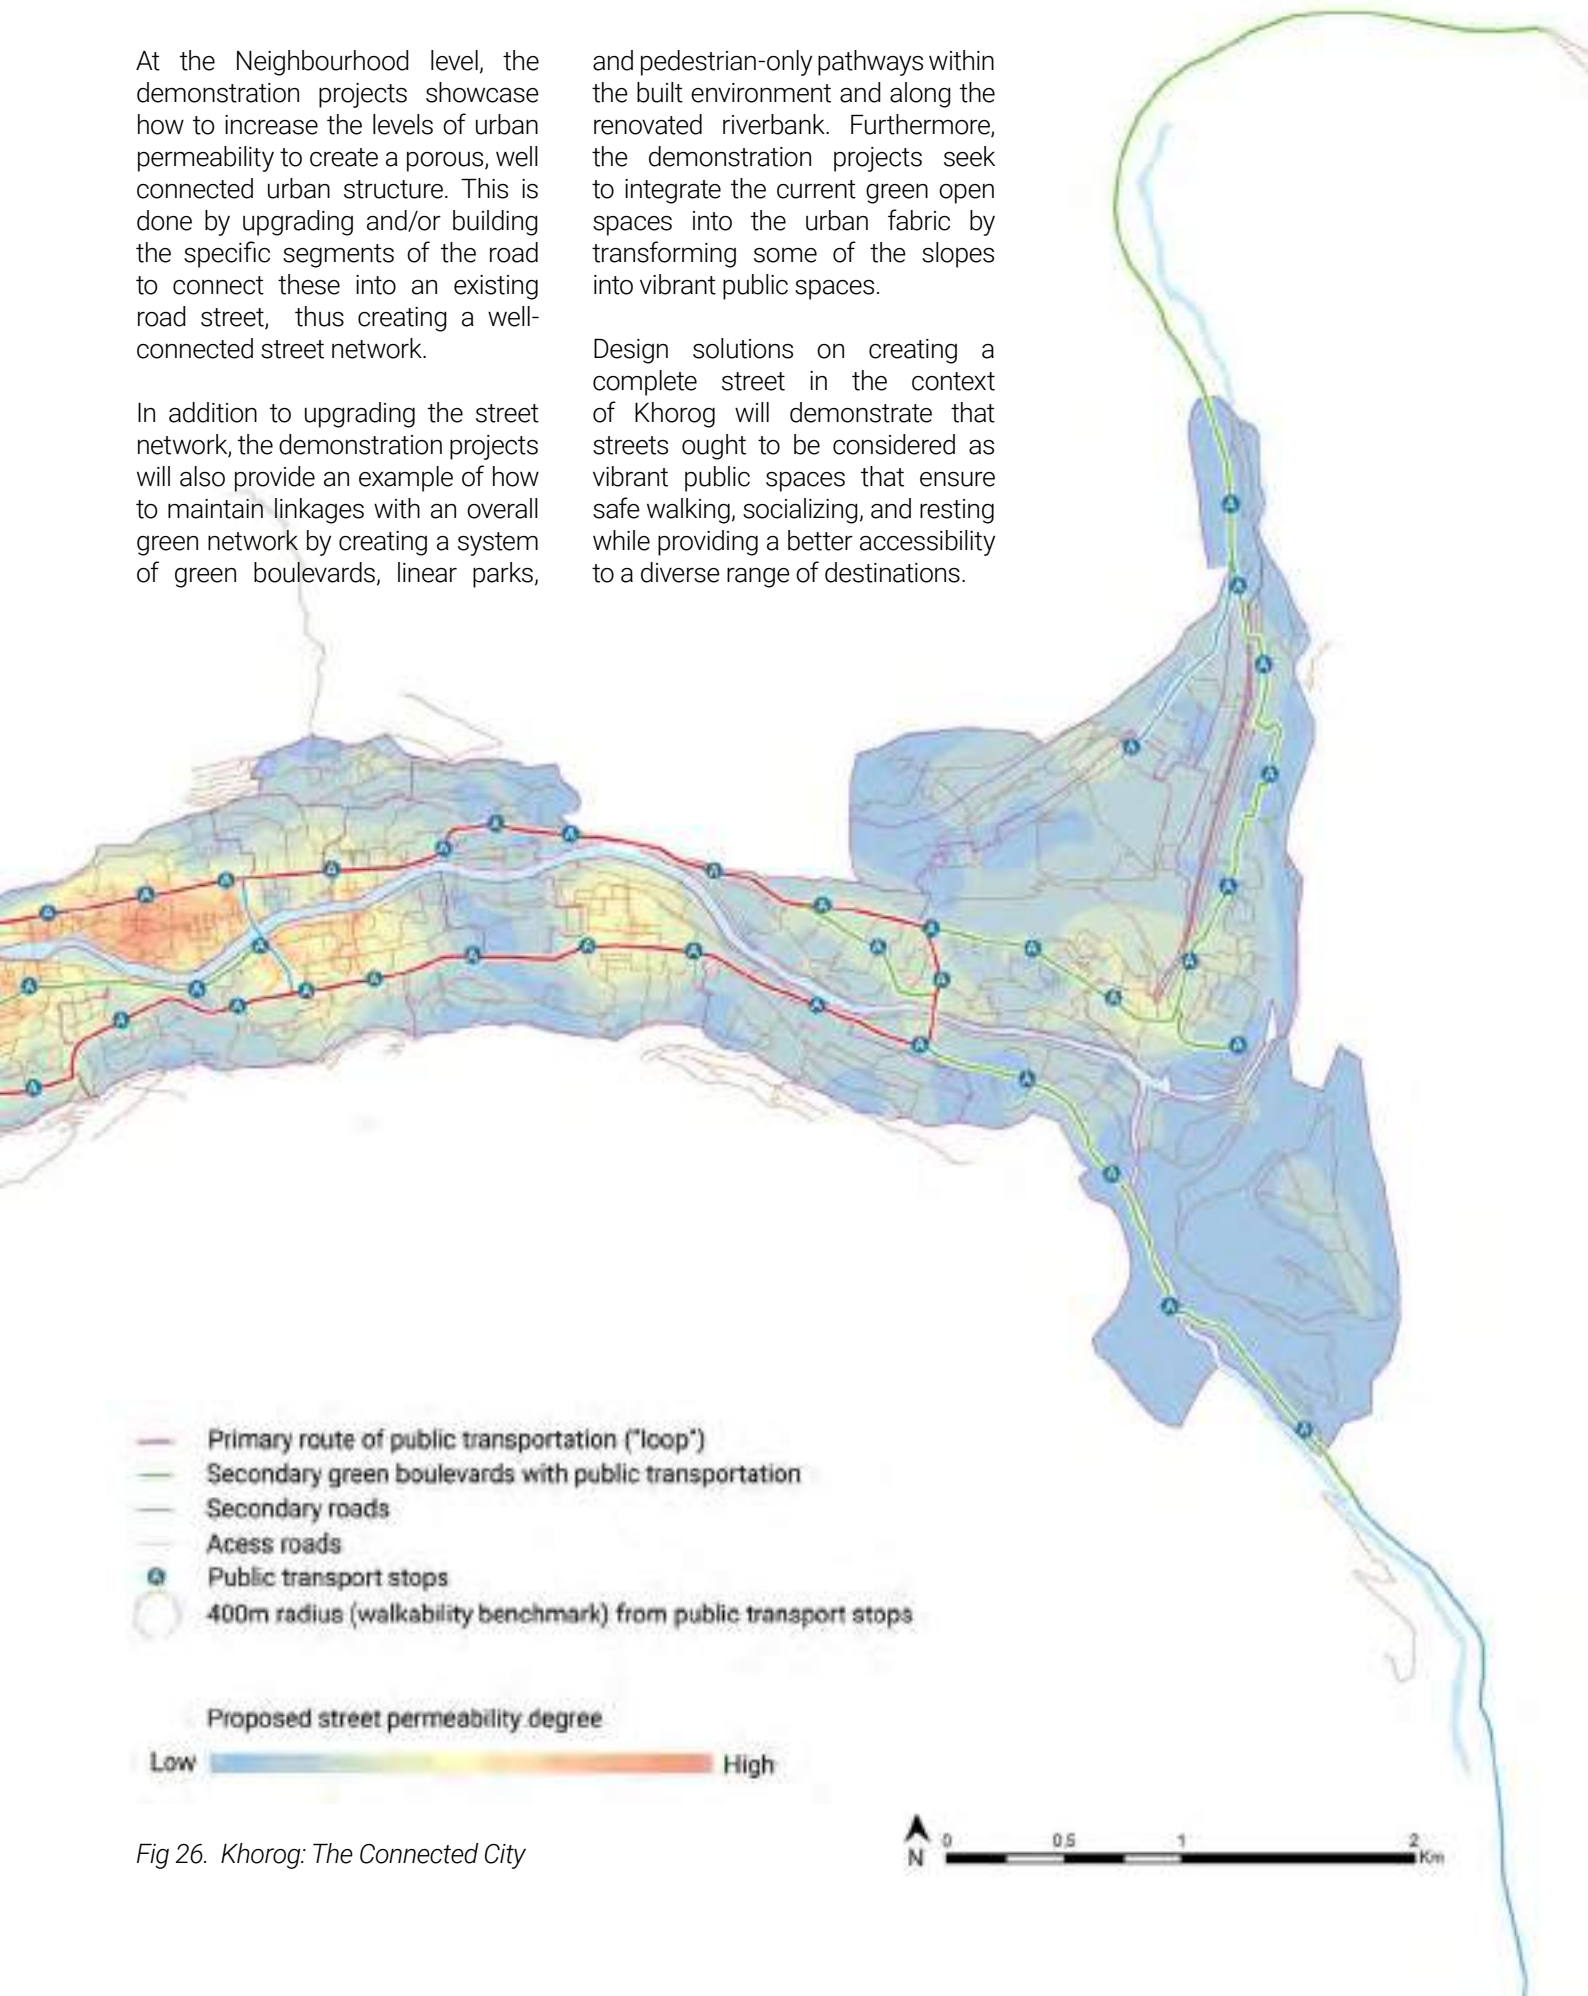 At the Neighbourhood level, the
demonstration projects showcase
how to increase the levels of urban
permeability to create a porous, well
connected urban structure. This is
done by upgrading and/or building
the specific segments of the road
to connect these into an existing
road street, thus creating a well-
connected street network.
In addition to upgrading the street
network, the demonstration projects
will also provide an example of how
to maintain linkages with an overall
green network by creating a system
of green boulevards, linear parks,
and pedestrian-only pathways within
the built environment and along the
renovated riverbank. Furthermore,
the demonstration projects seek
to integrate the current green open
spaces into the urban fabric by
transforming some of the slopes
into vibrant public spaces.
Design solutions on creating a
complete street in the context
of Khorog will demonstrate that
streets ought to be considered as
vibrant public spaces that ensure
safe walking, socializing, and resting
while providing a better accessibility
to a diverse range of destinations.
Primary route of public transportation ("loop")
Secondary green boulevards with public transportation
Secondary roads
Acess roads
Public transport stops
400m radius (walkability benchmark) from public transport stops
Proposed street permeability degree
Low High
Fig 26. Khorog: The Connected City
N
0 0.5 1 2
Km